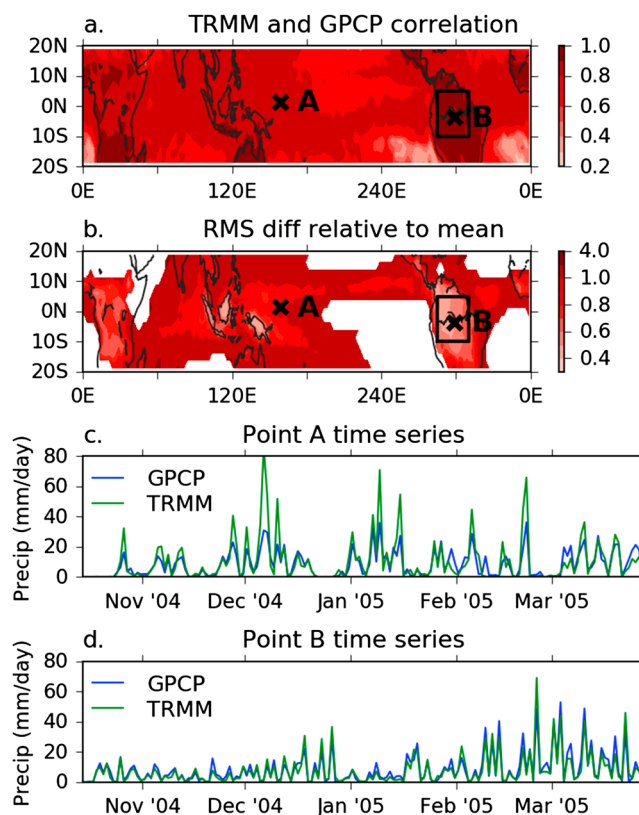 a. TRMM and GPCP correlation
20N
10N
0N
10S
20S
0E 120E 240E 0E
A
B
1.0
0.8
0.6
0.4
0.2
b. RMS diff relative to mean
20N
10N
0N
10S
20S
0E 120E 240E 0E
A
B
4.0
1.0
0.8
0.6
0.4
c. Point A time series
Precip (mm/day)
80
60
40
20
0
GPCP
TRMM
Nov '04 Dec '04 Jan '05 Feb '05 Mar '05
d. Point B time series
Precip (mm/day)
80
60
40
20
0
GPCP
TRMM
Nov '04 Dec '04 Jan '05 Feb '05 Mar '05